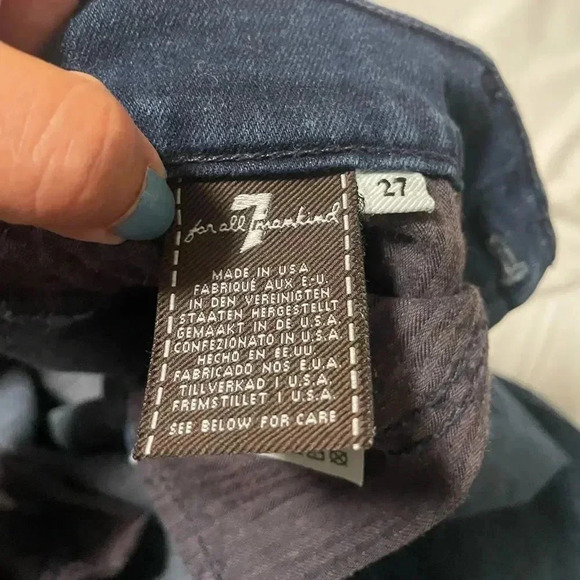 27
7
for all mankind
MADE IN U.S.A
FABRIQUÉ AUX E.-U.
IN DEN VEREINIGTEN
STAATEN HERGESTELLT
GEMAAKT IN DE U.S.A.
CONFEZIONATO IN U.S.A.
HECHO EN EE.UU.
FABRICADO NOS E.U.A.
TILLVERKAD I U.S.A.
FREMSTILLET I U.S.A.
SEE BELOW FOR CARE